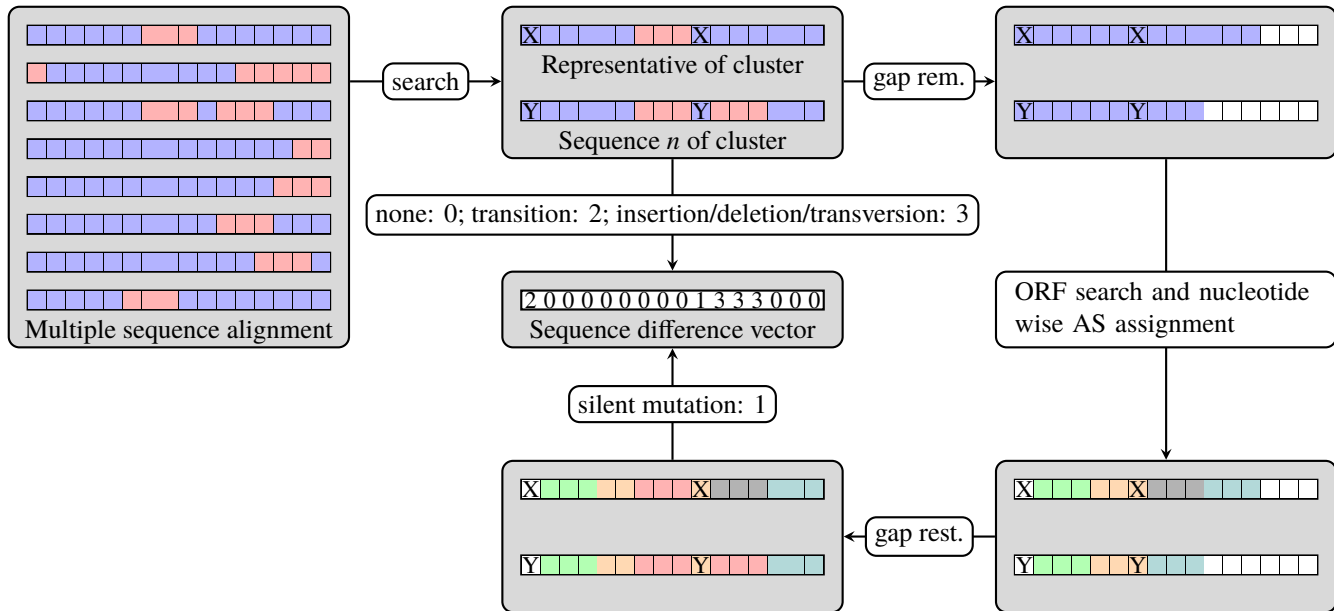 X X
Representative of cluster
Y Y
Sequence n of cluster
search
gap rem.
X X
Y Y
Multiple sequence alignment
none: 0; transition: 2; insertion/deletion/transversion: 3
2 0 0 0 0 0 0 0 0 1 3 3 3 0 0 0
Sequence difference vector
ORF search and nucleotide
wise AS assignment
silent mutation: 1
X X
Y Y
gap rest.
X X
Y Y